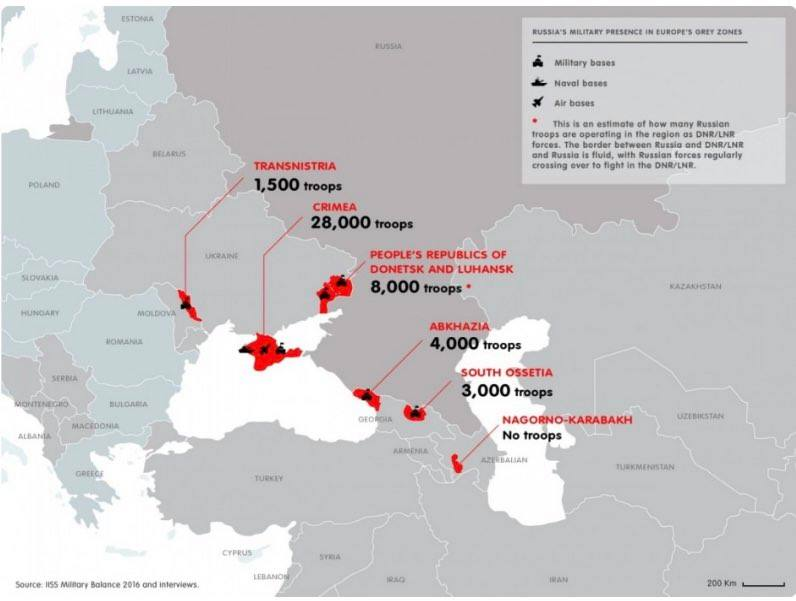 ESTONIA
RUSSIA
LATVIA
LITHUANIA
BELARUS
POLAND
RUSSIA'S MILITARY PRESENCE IN EUROPE'S GREY ZONES
Military bases
Naval bases
Air bases
* This is an estimate of how many Russian
troops are operating in the region as DNR/LNR
forces. The border between Russia and DNR/LNR
and Russia is fluid, with Russian forces regularly
crossing over to fight in the DNR/LNR.
TRANSNISTRIA
1,500 troops
CRIMEA
28,000 troops
UKRAINE
PEOPLE'S REPUBLICS OF
DONETSK AND LUHANSK
8,000 troops *
SLOVAKIA
HUNGARY
MOLDOVA
ROMANIA
KAZAKHSTAN
ABKHAZIA
4,000 troops
SOUTH OSSETIA
3,000 troops
SERBIA
MONTENEGRO
BULGARIA
MACEDONIA
ALBANIA
GEORGIA
NAGORNO-KARABAKH
No troops
UZEBKISTAN
ARMENIA
AZERBAIJAN
TURKMENISTAN
GREECE
TURKEY
CYPRUS
SYRIA
LEBANON
IRAQ
IRAN
Source: IISS Military Balance 2016 and interviews.
200 Km